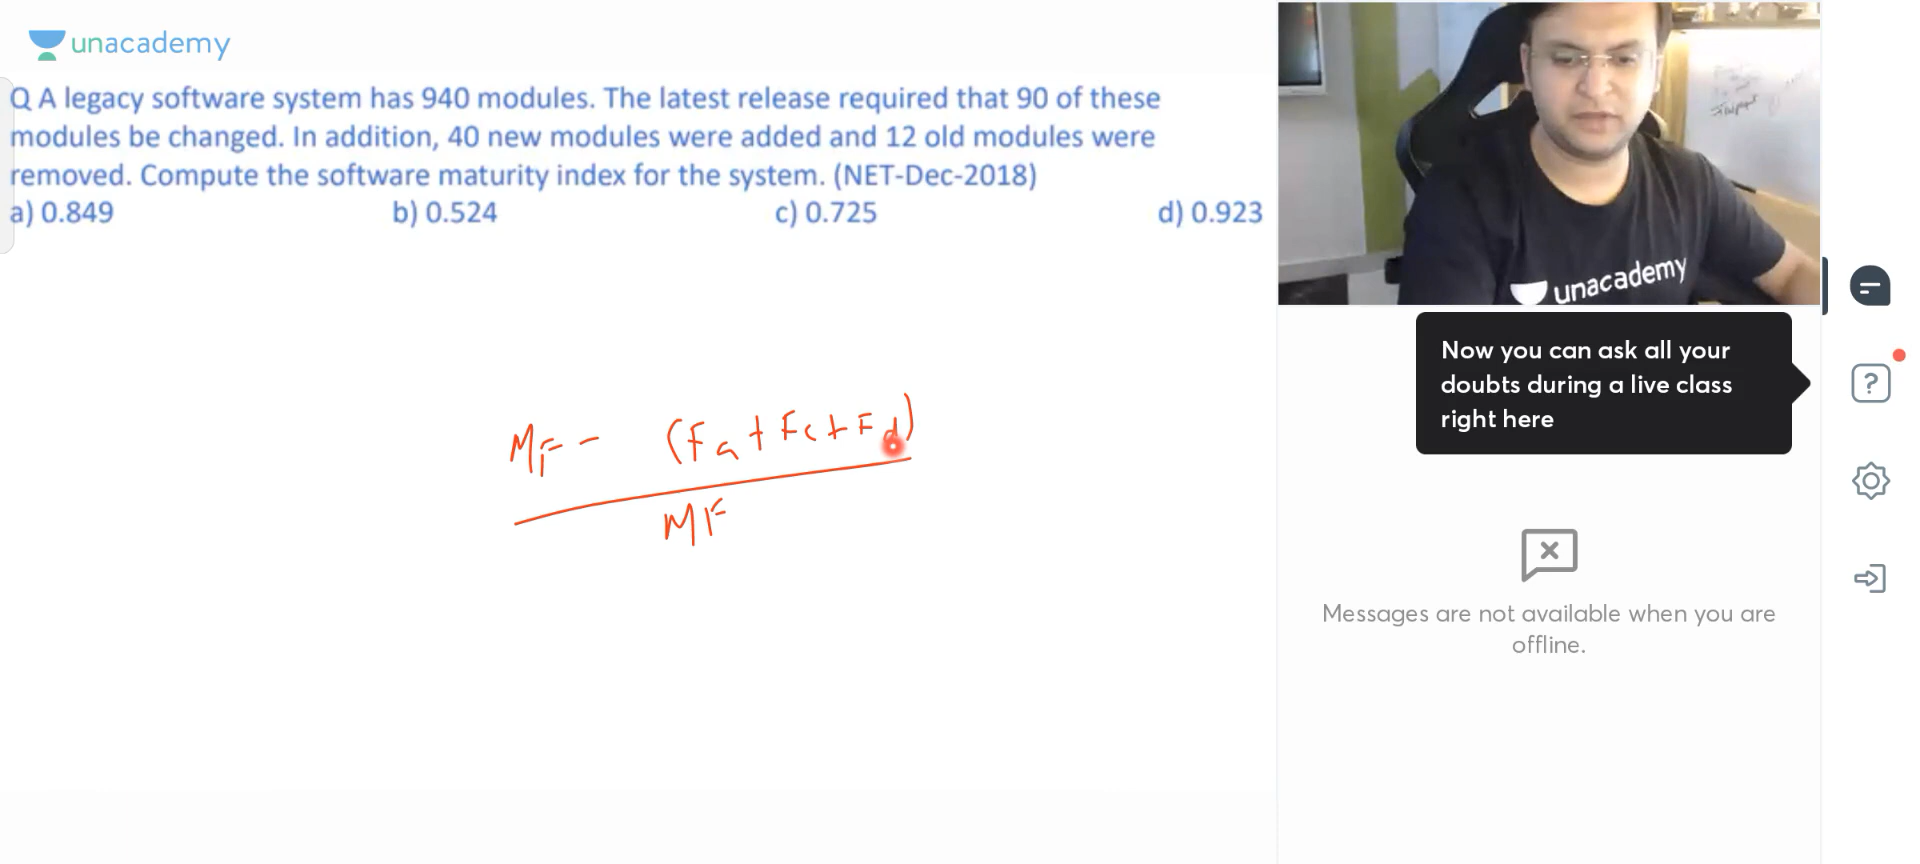 unacademy
Q A legacy software system has 940 modules. The latest release required that 90 of these
modules be changed. In addition, 40 new modules were added and 12 old modules were
removed. Compute the software maturity index for the system. (NET-Dec-2018)
a) 0.849 b) 0.524 c) 0.725 d) 0.923
MF - (Fa + Fc + Fd)
MF
unacademy
Now you can ask all your
doubts during a live class
right here
?
Messages are not available when you are
offline.